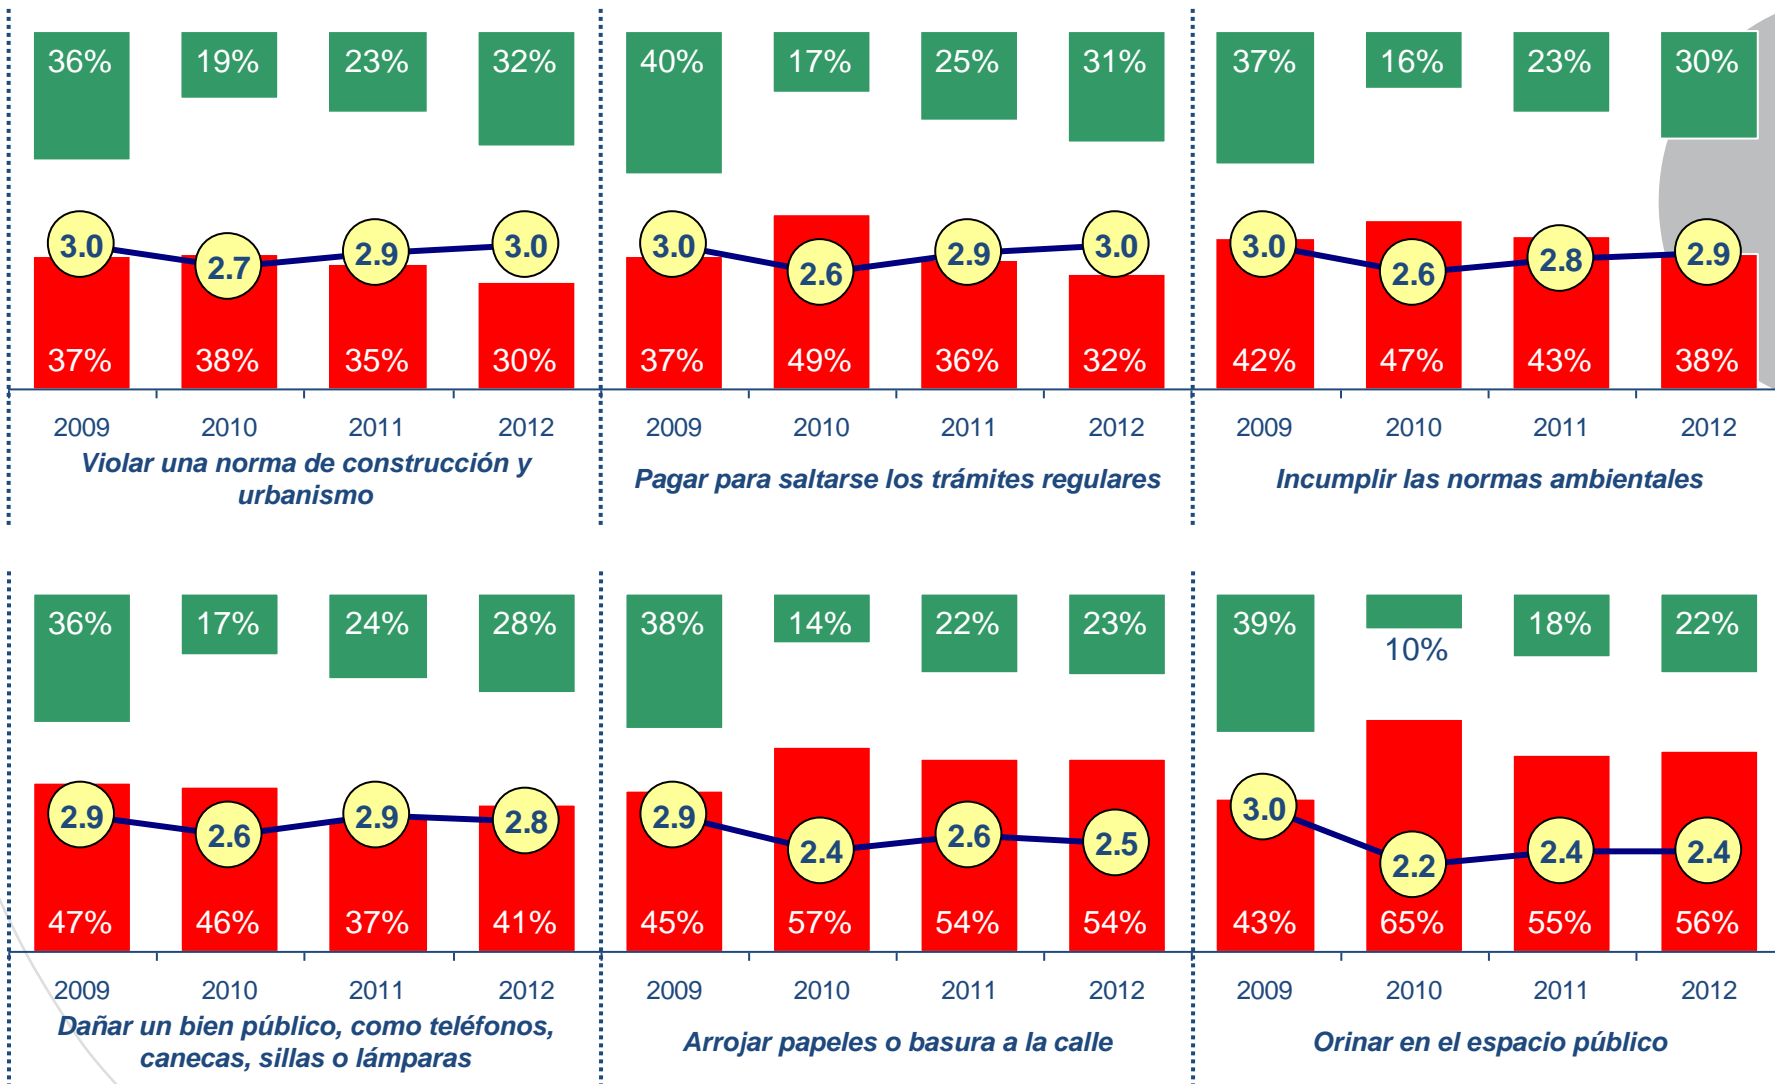 36% 19% 23% 32% 40% 17% 25% 31% 37% 16% 23% 30%
3.0 2.7 2.9 3.0 3.0 2.6 2.9 3.0 3.0 2.6 2.8 2.9
37% 38% 35% 30% 37% 49% 36% 32% 42% 47% 43% 38%
2009 2010 2011 2012 2009 2010 2011 2012 2009 2010 2011 2012
Violar una norma de construcción y
urbanismo
Pagar para saltarse los trámites regulares
Incumplir las normas ambientales
36% 17% 24% 28% 38% 14% 22% 23% 39% 10% 18% 22%
2.9 2.6 2.9 2.8 2.9 2.4 2.6 2.5 3.0 2.2 2.4 2.4
47% 46% 37% 41% 45% 57% 54% 54% 43% 65% 55% 56%
2009 2010 2011 2012 2009 2010 2011 2012 2009 2010 2011 2012
Dañar un bien público, como teléfonos,
canecas, sillas o lámparas
Arrojar papeles o basura a la calle
Orinar en el espacio público